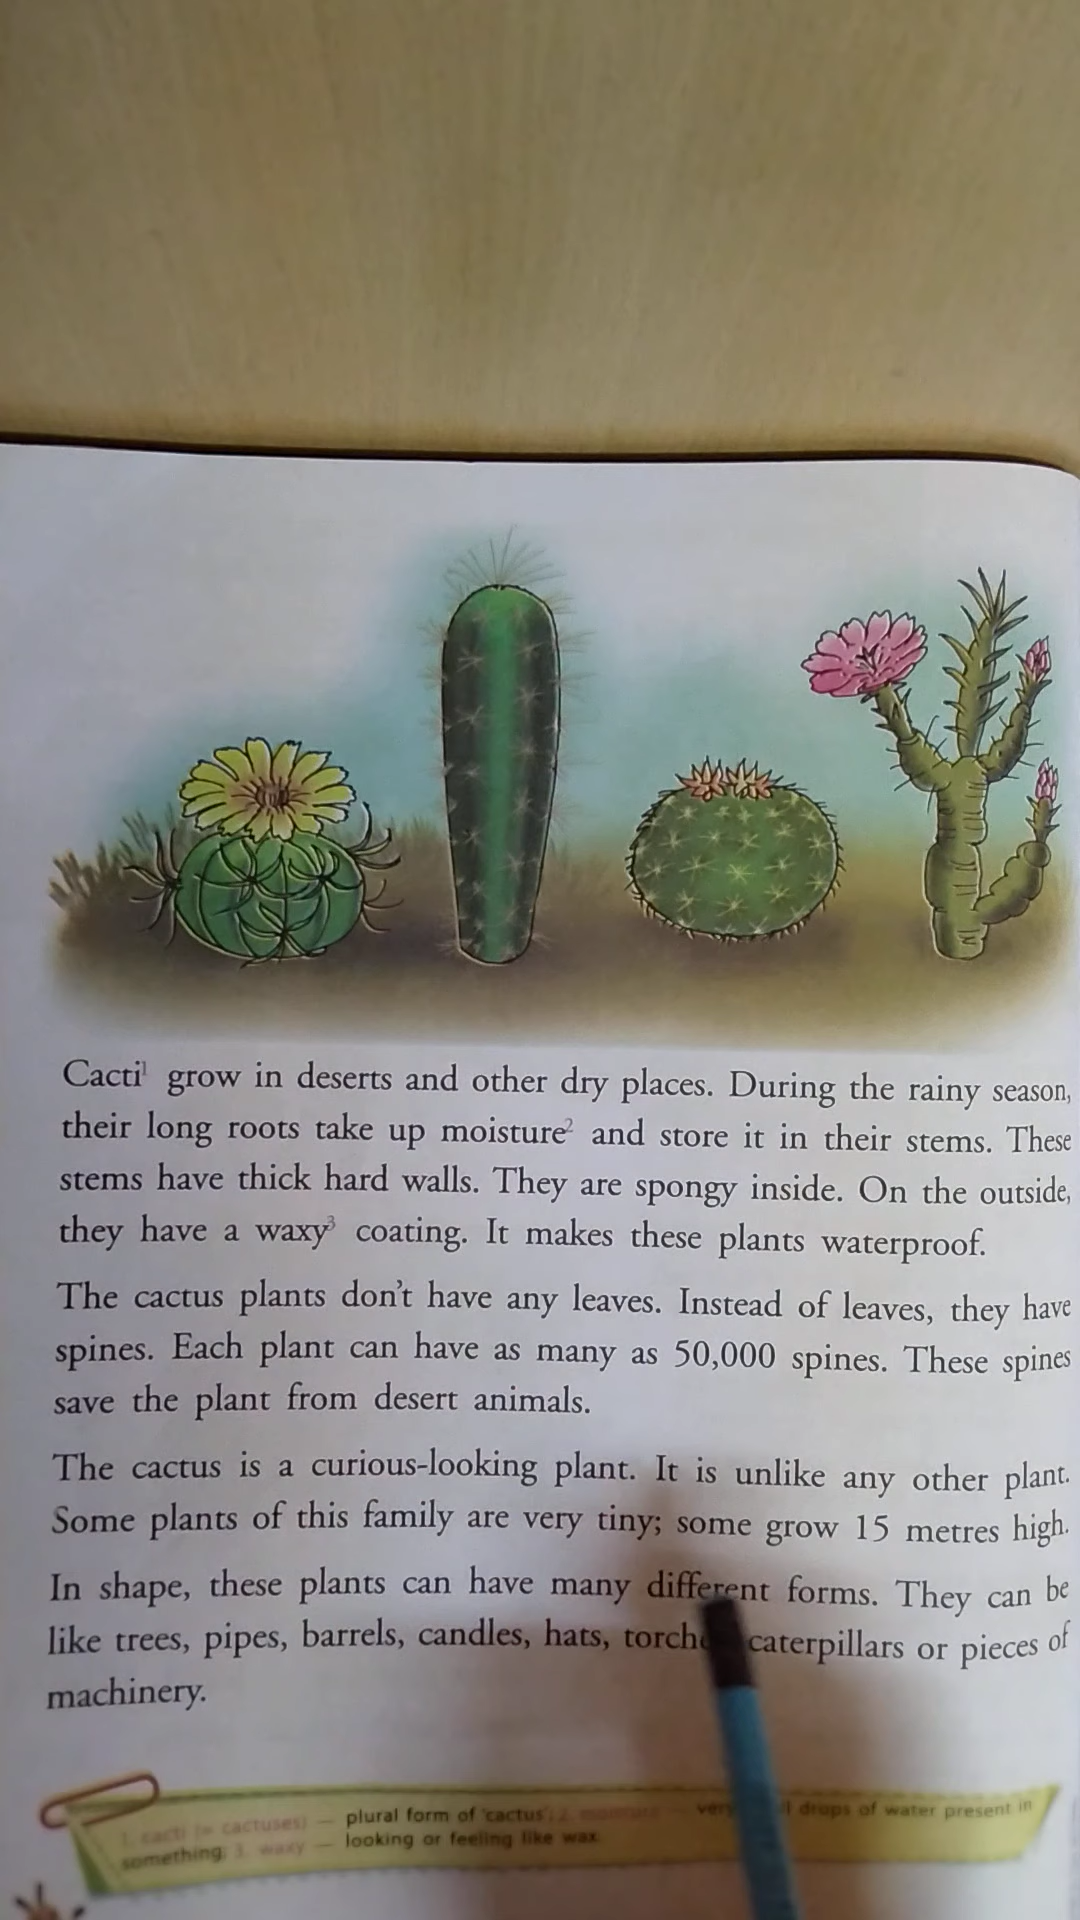 Cacti¹ grow in deserts and other dry places. During the rainy season,
their long roots take up moisture² and store it in their stems. These
stems have thick hard walls. They are spongy inside. On the outside,
they have a waxy³ coating. It makes these plants waterproof.
The cactus plants don't have any leaves. Instead of leaves, they have
spines. Each plant can have as many as 50,000 spines. These spines
save the plant from desert animals.
The cactus is a curious-looking plant. It is unlike any other plant.
Some plants of this family are very tiny; some grow 15 metres high.
In shape, these plants can have many different forms. They can be
like trees, pipes, barrels, candles, hats, caterpillars or pieces of
machinery.
1. cacti (= cactuses) — plural form of 'cactus'; 2. moisture — drops of water present in
something; 3. waxy — looking or feeling like wax